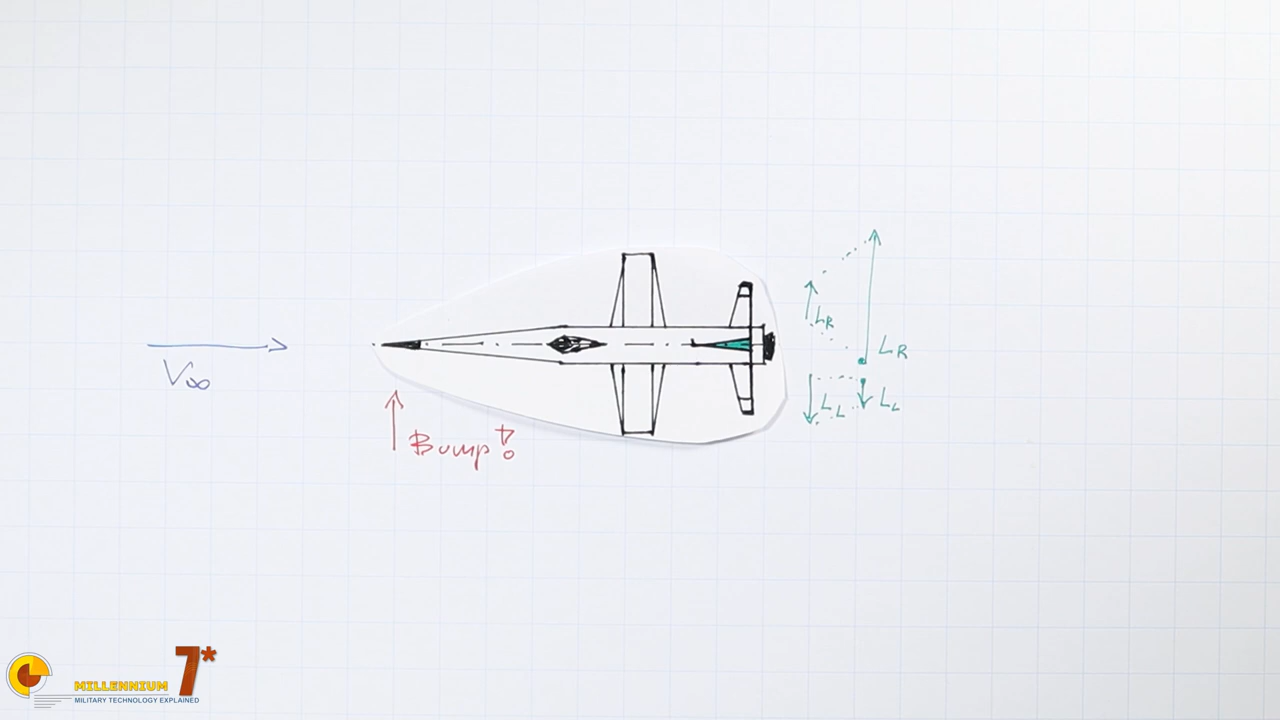 V∞
Bump!
LR
LR
LL
LL
MILLENNIUM 7*
MILITARY TECHNOLOGY EXPLAINED